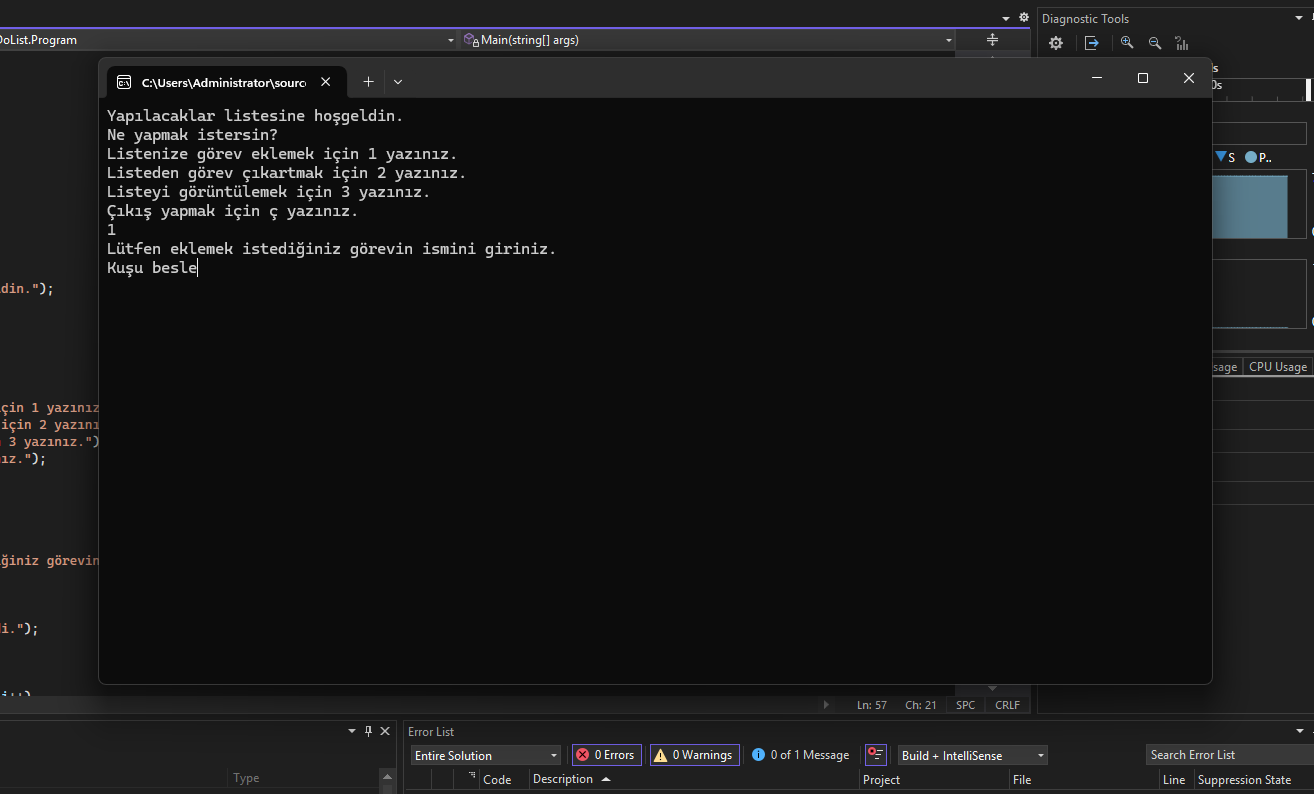 Diagnostic Tools
DoList.Program
Main(string[] args)
C:\Users\Administrator\sourc
Yapılacaklar listesine hoşgeldin.
Ne yapmak istersin?
Listenize görev eklemek için 1 yazınız.
Listeden görev çıkartmak için 2 yazınız.
Listeyi görüntülemek için 3 yazınız.
Çıkış yapmak için ç yazınız.
1
Lütfen eklemek istediğiniz görevin ismini giriniz.
Kuşu besle
0s
S P..
din.");
sage CPU Usage
çin 1 yazınız
için 2 yazını
3 yazınız.")
ız.");
ğiniz görevin
i.");
Ln: 57 Ch: 21 SPC CRLF
Error List
Entire Solution 0 Errors 0 Warnings 0 of 1 Message Build + IntelliSense Search Error List
Type
Code Description Project File Line Suppression State